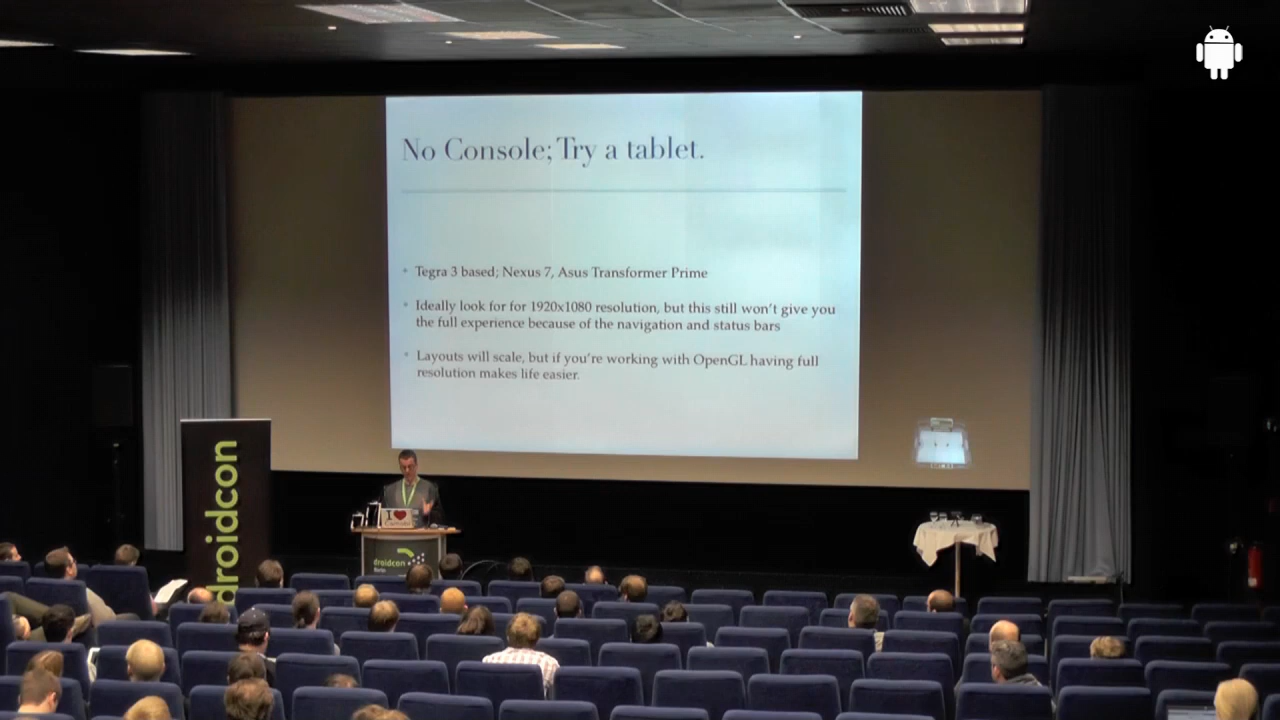 No Console; Try a tablet.
Tegra 3 based; Nexus 7, Asus Transformer Prime
Ideally look for for 1920x1080 resolution, but this still won't give you
the full experience because of the navigation and status bars
Layouts will scale, but if you're working with OpenGL having full
resolution makes life easier.
droidcon
I
droidcon
Berlin